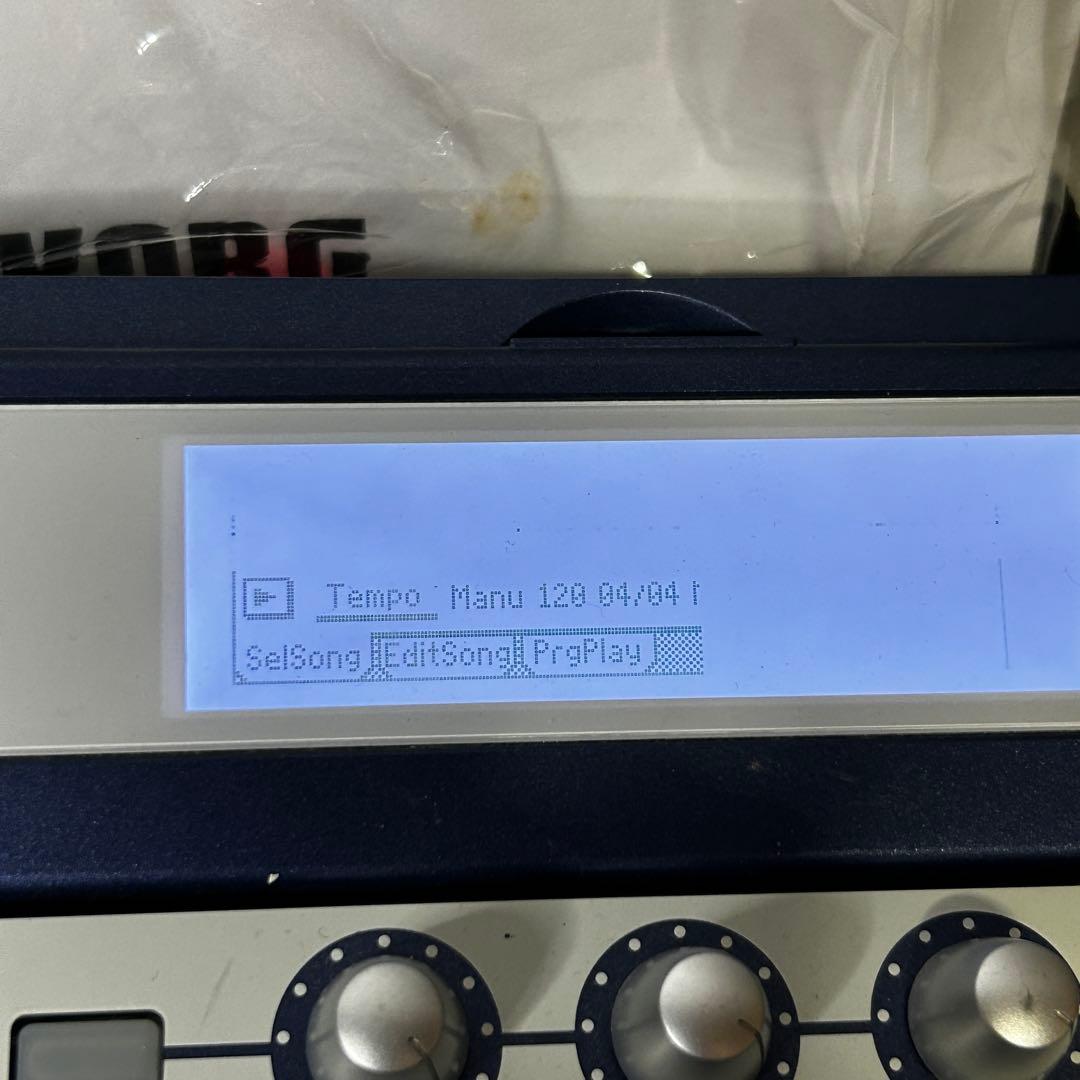 KORG
Tempo Manu 120 04/04
SelSong EditSong PrgPlay